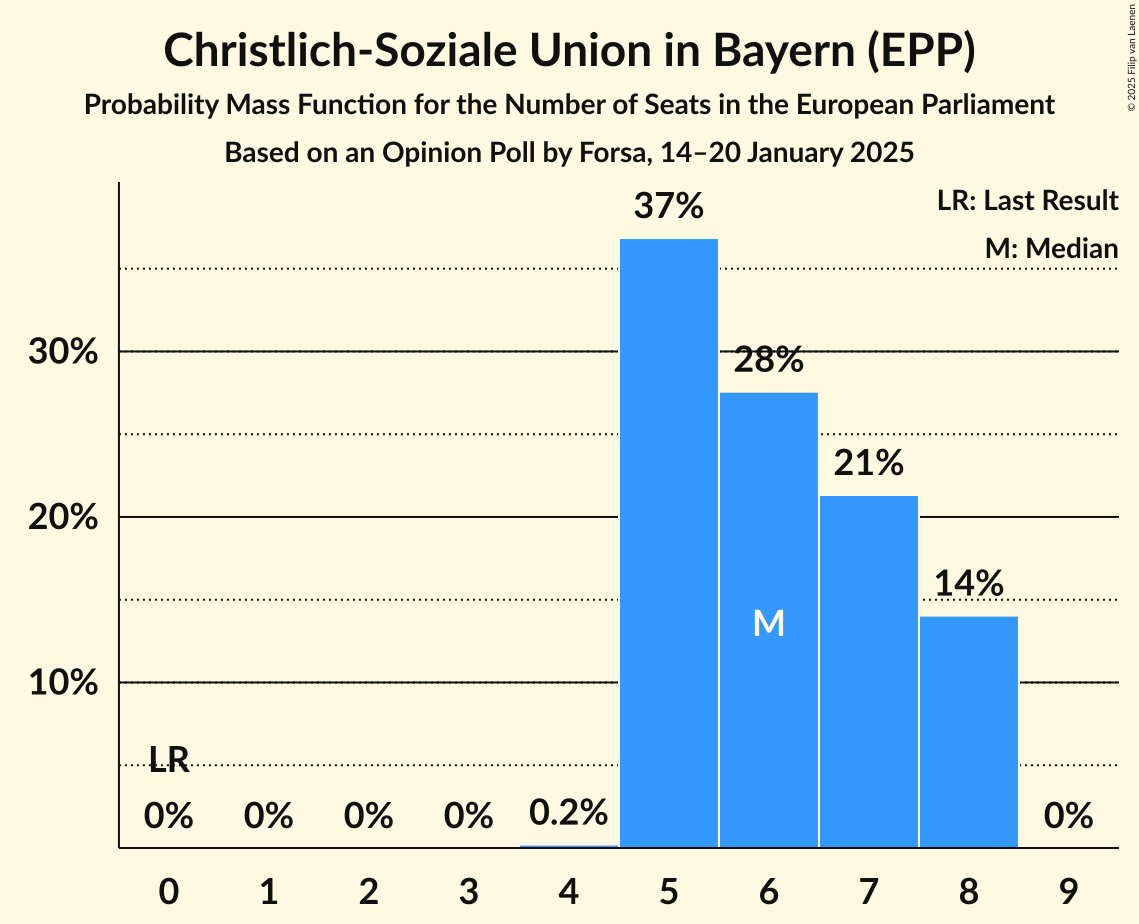 Christlich-Soziale Union in Bayern (EPP)
Probability Mass Function for the Number of Seats in the European Parliament
Based on an Opinion Poll by Forsa, 14–20 January 2025
© 2025 Filip van Laenen
LR: Last Result
M: Median
37%
30%
28%
21%
20%
14%
M
10%
LR
0% 0% 0% 0% 0.2% 0%
0 1 2 3 4 5 6 7 8 9